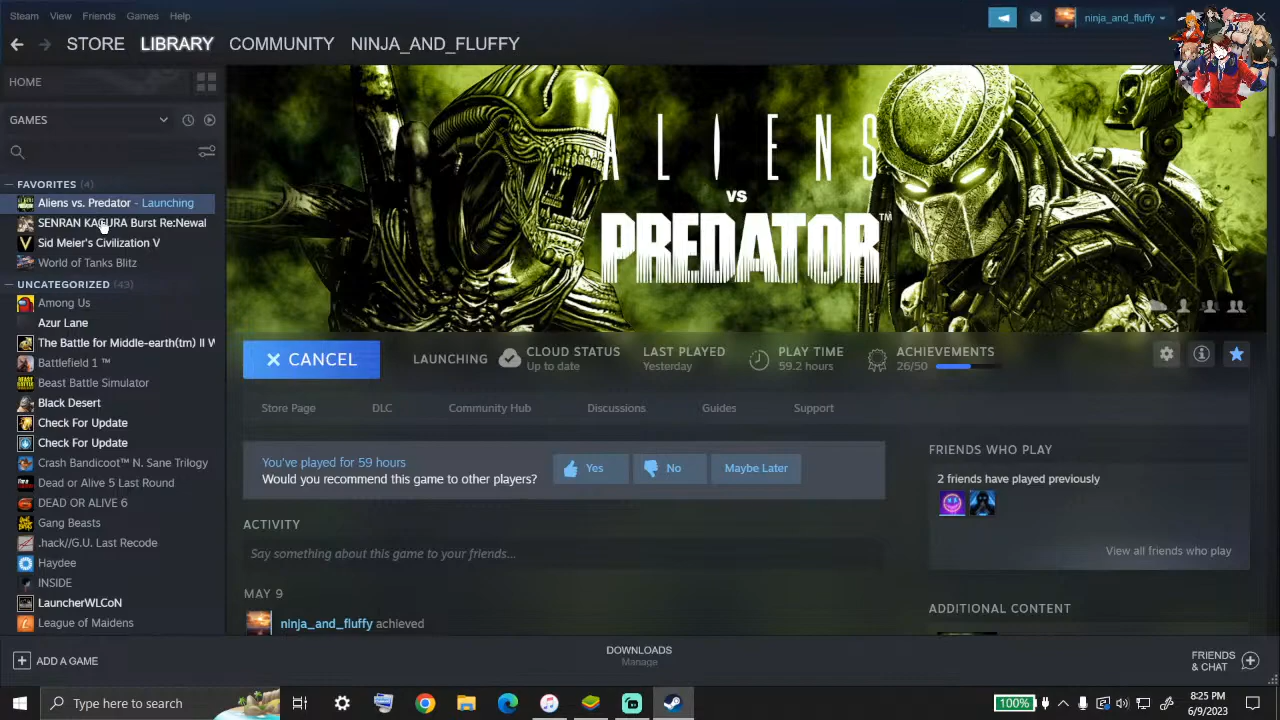 Steam View Friends Games Help
ninja_and_fluffy
STORE LIBRARY COMMUNITY NINJA_AND_FLUFFY
HOME
GAMES
FAVORITES (4)
Aliens vs. Predator - Launching
SENRAN KAGURA Burst Re:Newal
Sid Meier's Civilization V
World of Tanks Blitz
UNCATEGORIZED (43)
Among Us
Azur Lane
The Battle for Middle-earth(tm) II W
Battlefield 1 ™
Beast Battle Simulator
Black Desert
Check For Update
Check For Update
Crash Bandicoot™ N. Sane Trilogy
Dead or Alive 5 Last Round
DEAD OR ALIVE 6
Gang Beasts
.hack//G.U. Last Recode
Haydee
INSIDE
LauncherWLCoN
League of Maidens
ALIENS
VS
PREDATOR™
CANCEL
LAUNCHING
CLOUD STATUS
Up to date
LAST PLAYED
Yesterday
PLAY TIME
59.2 hours
ACHIEVEMENTS
26/50
Store Page DLC Community Hub Discussions Guides Support
You've played for 59 hours
Would you recommend this game to other players?
Yes
No
Maybe Later
FRIENDS WHO PLAY
2 friends have played previously
View all friends who play
ACTIVITY
Say something about this game to your friends...
MAY 9
ninja_and_fluffy achieved
ADDITIONAL CONTENT
ADD A GAME
DOWNLOADS
Manage
FRIENDS
& CHAT
Type here to search
100%
8:25 PM
6/9/2023